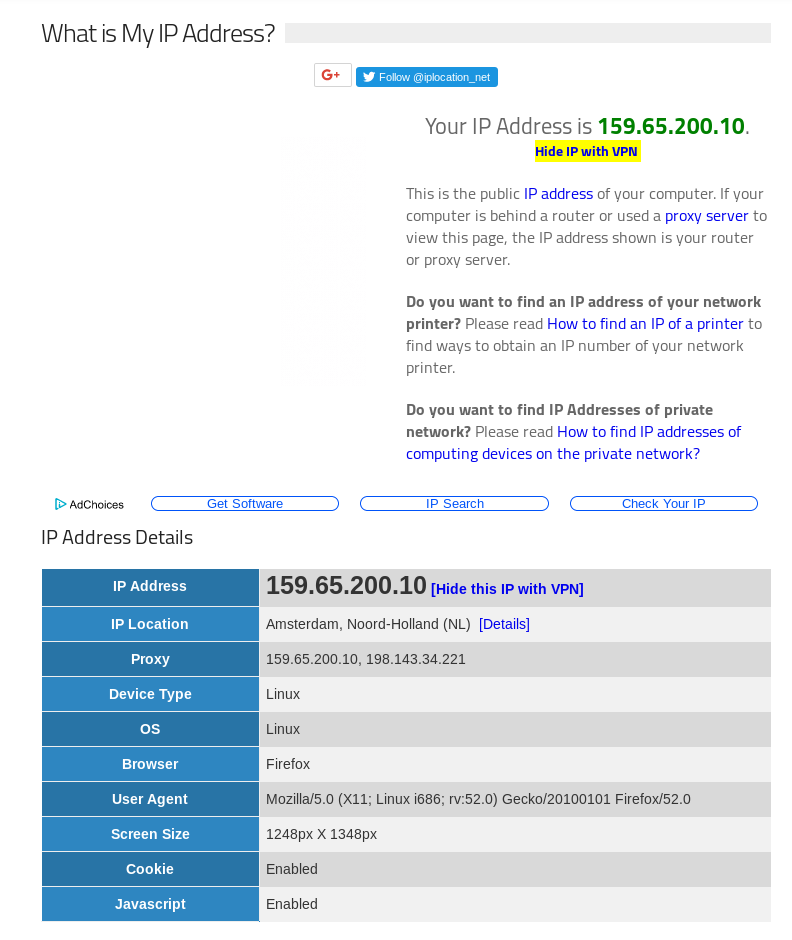 What is My IP Address?
G+
Follow @iplocation_net
Your IP Address is 159.65.200.10.
Hide IP with VPN
This is the public IP address of your computer. If your
computer is behind a router or used a proxy server to
view this page, the IP address shown is your router
or proxy server.
Do you want to find an IP address of your network
printer? Please read How to find an IP of a printer to
find ways to obtain an IP number of your network
printer.
Do you want to find IP Addresses of private
network? Please read How to find IP addresses of
computing devices on the private network?
AdChoices Get Software IP Search Check Your IP
IP Address Details
IP Address 159.65.200.10 [Hide this IP with VPN]
IP Location Amsterdam, Noord-Holland (NL) [Details]
Proxy 159.65.200.10, 198.143.34.221
Device Type Linux
OS Linux
Browser Firefox
User Agent Mozilla/5.0 (X11; Linux i686; rv:52.0) Gecko/20100101 Firefox/52.0
Screen Size 1248px X 1348px
Cookie Enabled
Javascript Enabled